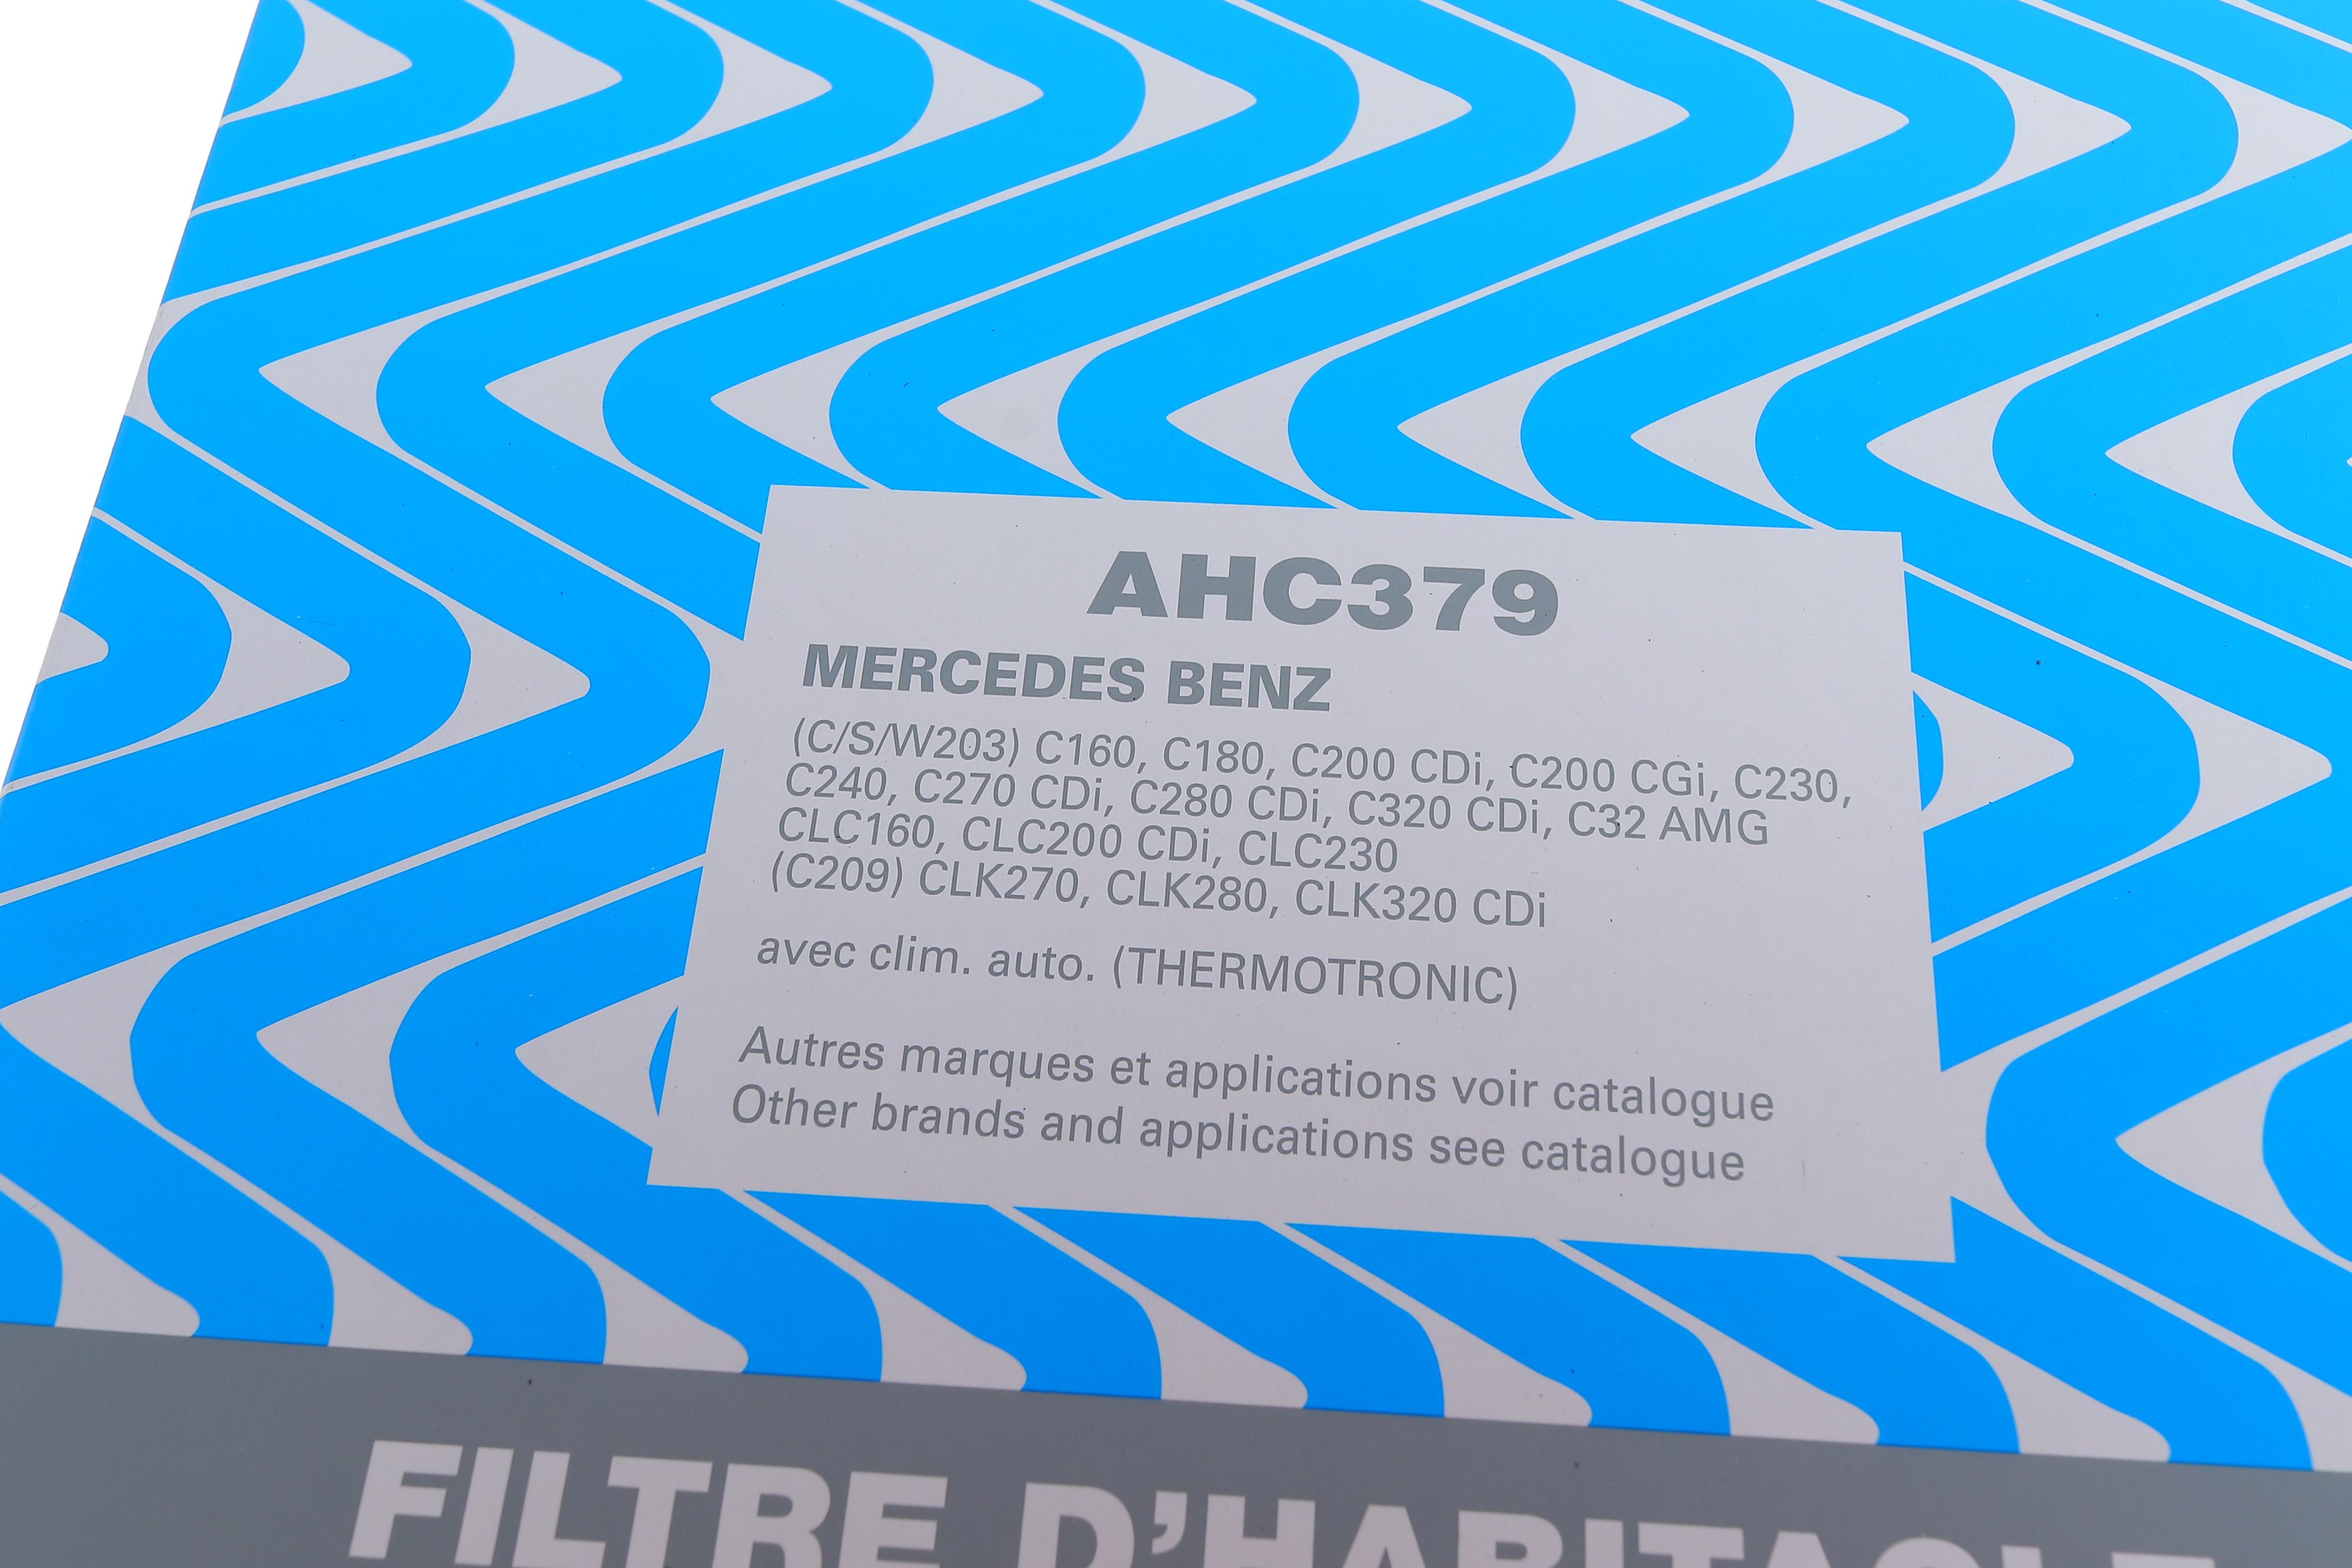 AHC379
MERCEDES BENZ
(C/S/W203) C160, C180, C200 CDi, C200 CGi, C230,
C240, C270 CDi, C280 CDi, C320 CDi, C32 AMG
CLC160, CLC200 CDi, CLC230
(C209) CLK270, CLK280, CLK320 CDi
avec clim. auto. (THERMOTRONIC)
Autres marques et applications voir catalogue
Other brands and applications see catalogue
FILTRE D'HABITACLE